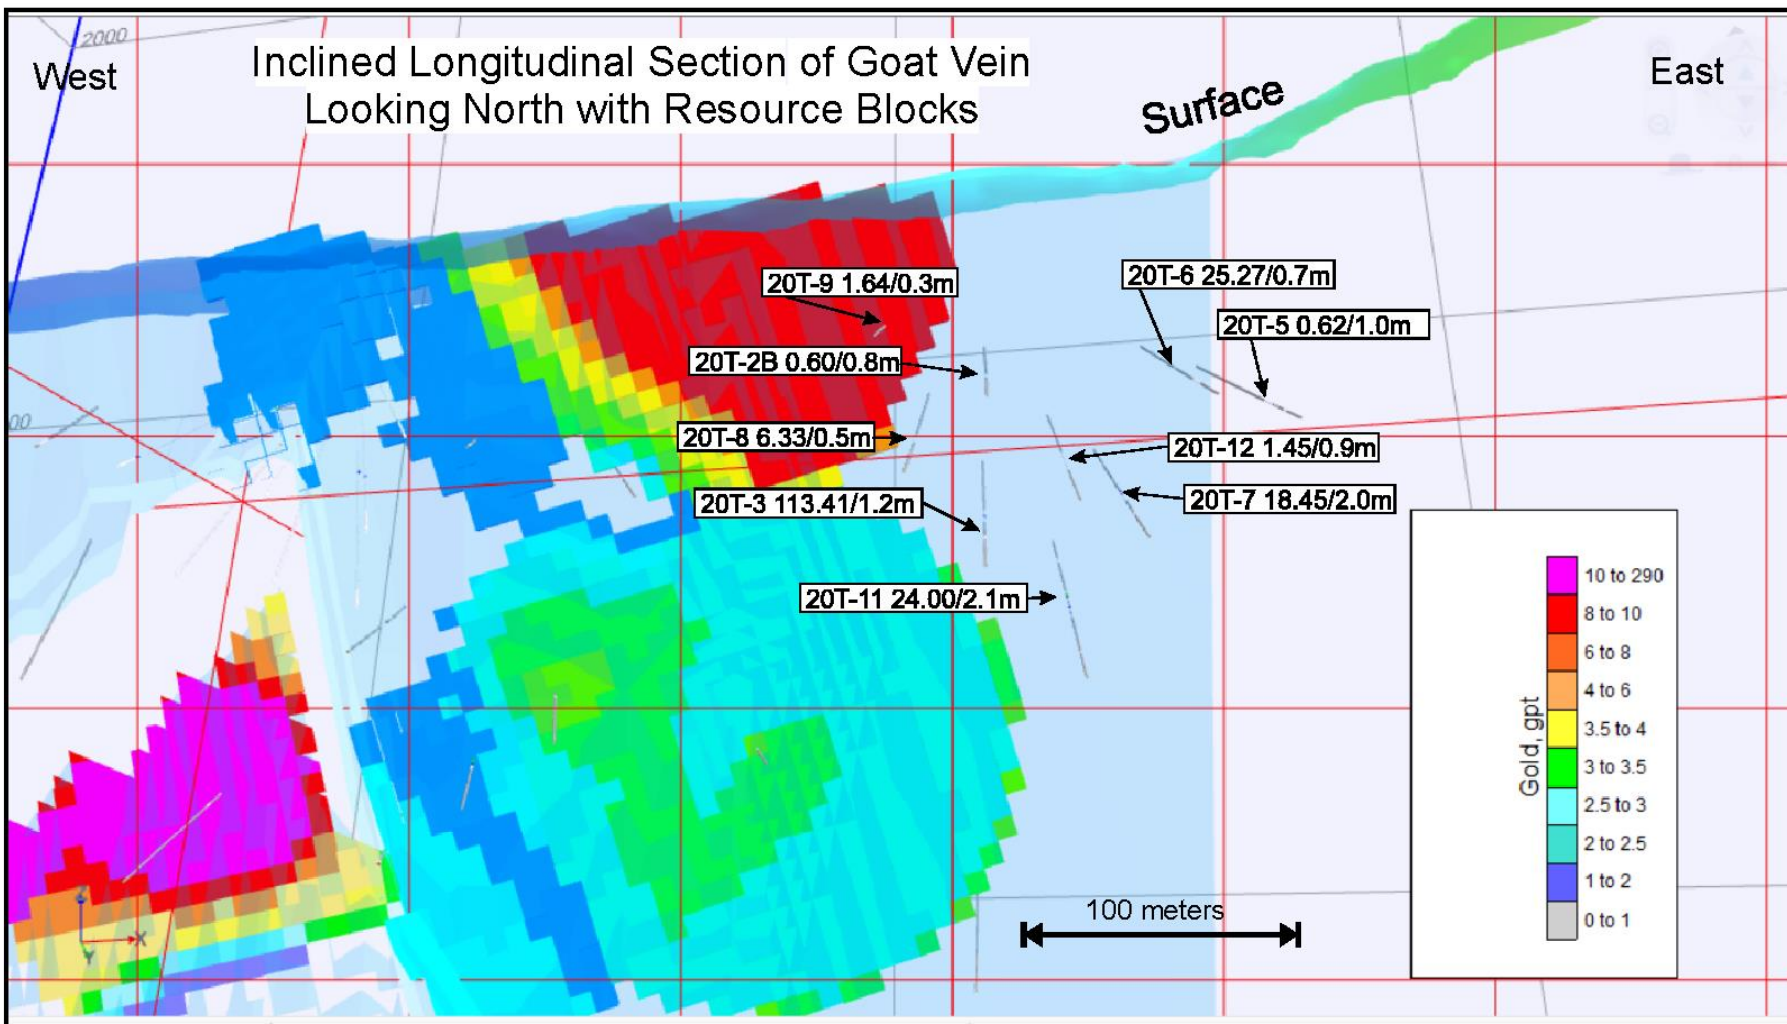 2000
West
Inclined Longitudinal Section of Goat Vein
Looking North with Resource Blocks
Surface
East
20T-9 1.64/0.3m
20T-6 25.27/0.7m
20T-5 0.62/1.0m
20T-2B 0.60/0.8m
00
20T-8 6.33/0.5m
20T-12 1.45/0.9m
20T-3 113.41/1.2m
20T-7 18.45/2.0m
20T-11 24.00/2.1m
Gold, gpt
10 to 290
8 to 10
6 to 8
4 to 6
3.5 to 4
3 to 3.5
2.5 to 3
2 to 2.5
1 to 2
0 to 1
100 meters
X
Y